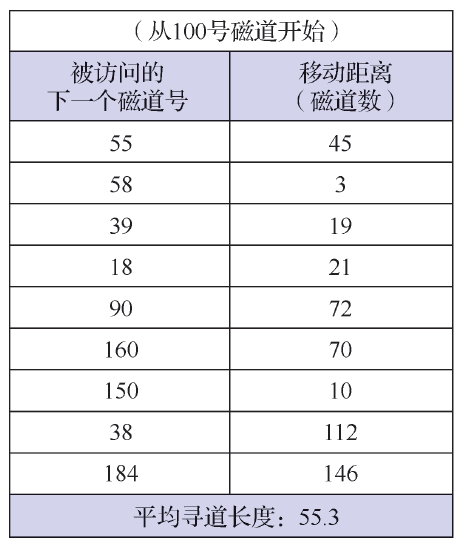 （从100号磁道开始）
被访问的 移动距离
下一个磁道号 （磁道数）
55 45
58 3
39 19
18 21
90 72
160 70
150 10
38 112
184 146
平均寻道长度：55.3